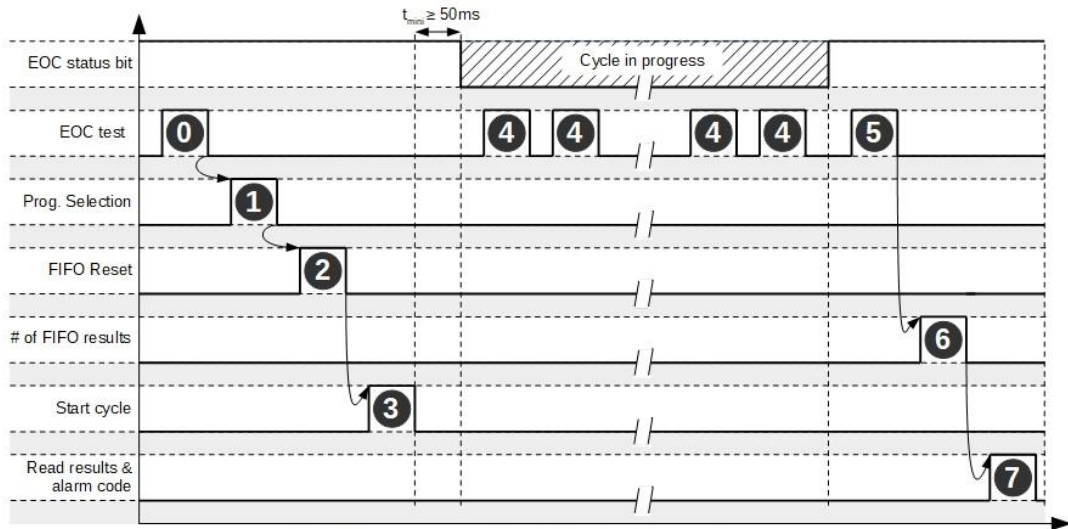 t mini ≥ 50ms
EOC status bit
Cycle in progress
EOC test
0
4
4
4
4
5
Prog. Selection
1
FIFO Reset
2
# of FIFO results
6
Start cycle
3
Read results &
alarm code
7